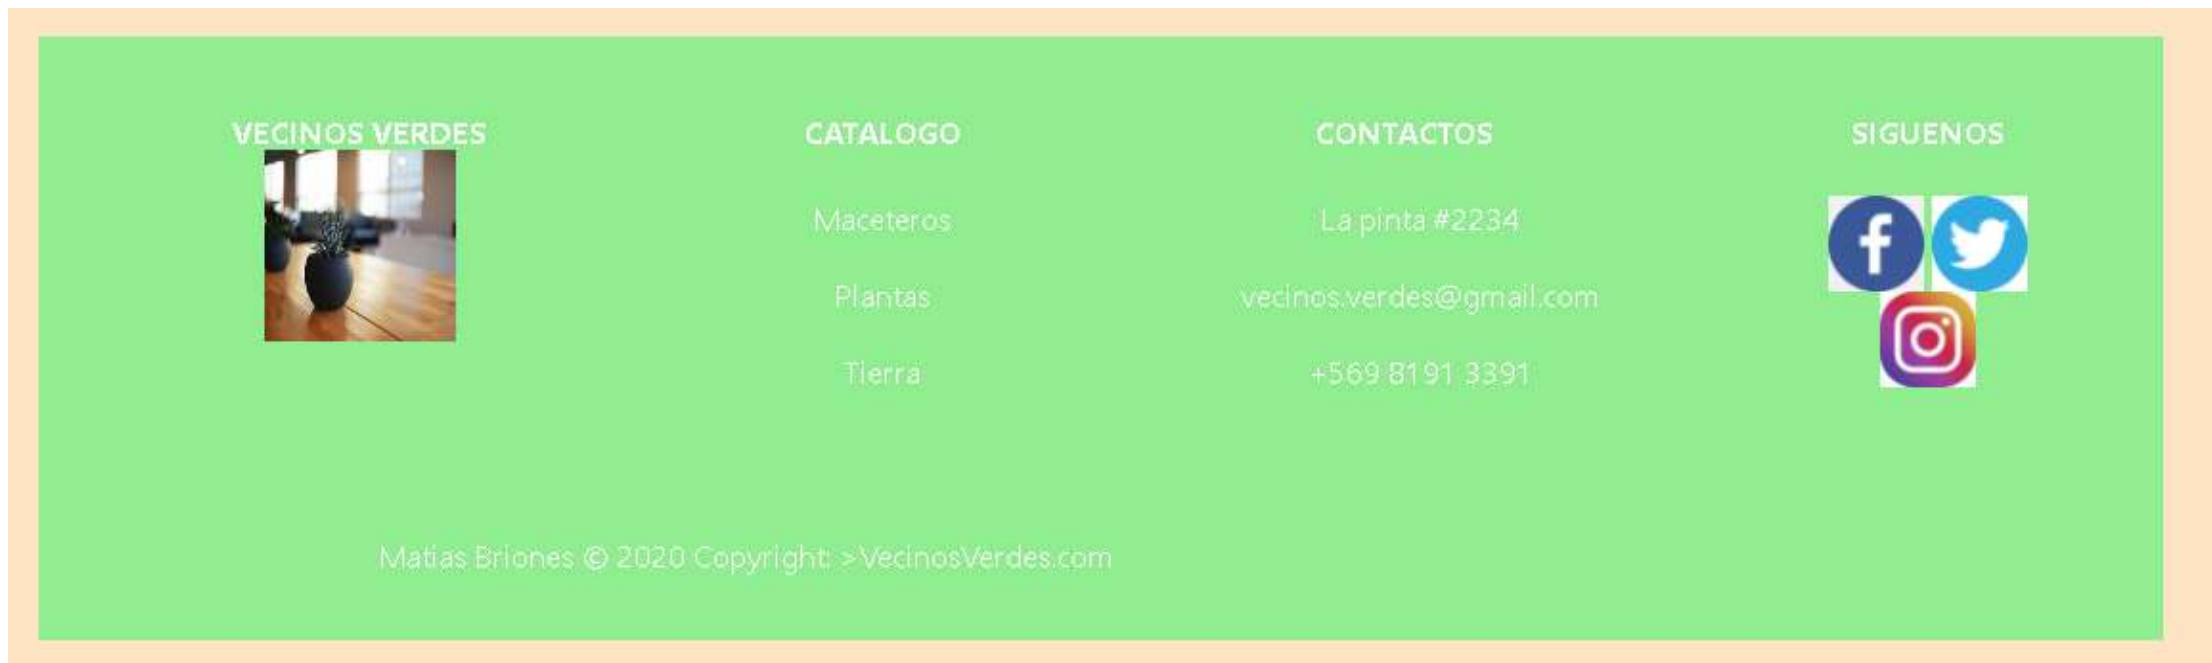 VECINOS VERDES
CATALOGO
Maceteros
Plantas
Tierra
CONTACTOS
La pinta #2234
vecinos.verdes@gmail.com
+569 8191 3391
SIGUENOS
Matias Briones © 2020 Copyright: >VecinosVerdes.com